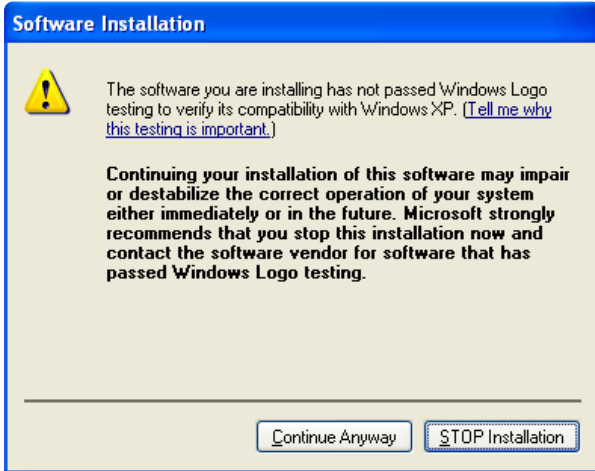 Software Installation
The software you are installing has not passed Windows Logo
testing to verify its compatibility with Windows XP. (Tell me why
this testing is important.)
Continuing your installation of this software may impair
or destabilize the correct operation of your system
either immediately or in the future. Microsoft strongly
recommends that you stop this installation now and
contact the software vendor for software that has
passed Windows Logo testing.
Continue Anyway
STOP Installation